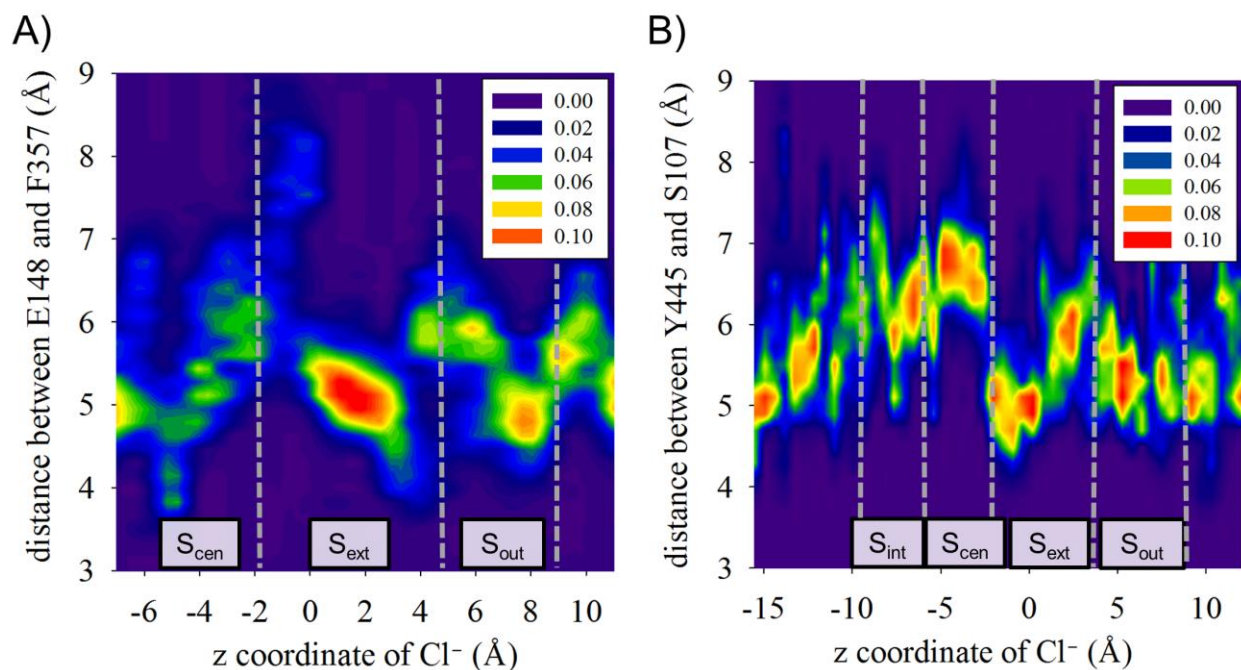 A)
distance between E148 and F357 (Å)
9
8
7
6
5
4
3
0.00
0.02
0.04
0.06
0.08
0.10
Scen
Sext
Sout
-6 -4 -2 0 2 4 6 8 10
z coordinate of Cl⁻ (Å)
B)
distance between Y445 and S107 (Å)
9
8
7
6
5
4
3
0.00
0.02
0.04
0.06
0.08
0.10
Sint
Scen
Sext
Sout
-15 -10 -5 0 5 10
z coordinate of Cl⁻ (Å)